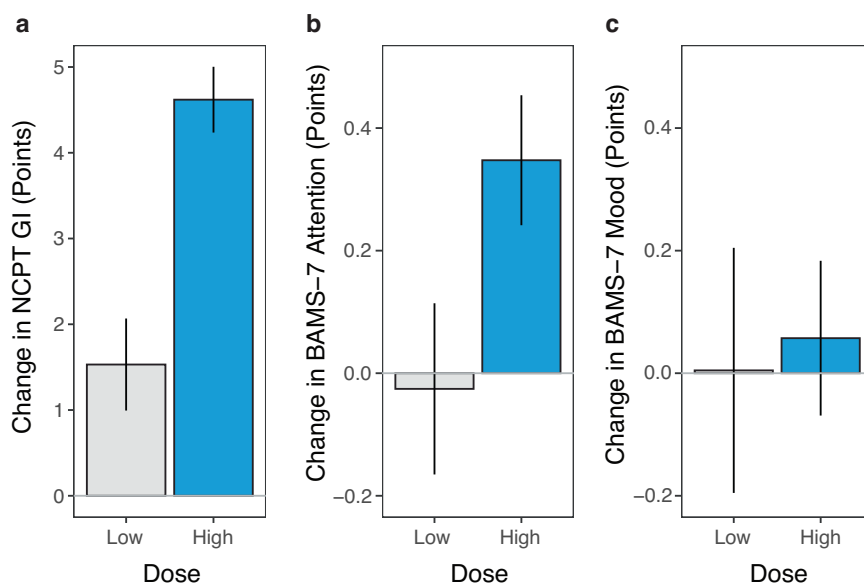 a
Change in NCPT GI (Points)
5
4
3
2
1
0
Low High
Dose
b
Change in BAMS-7 Attention (Points)
0.4
0.2
0.0
−0.2
Low High
Dose
c
Change in BAMS-7 Mood (Points)
0.4
0.2
0.0
−0.2
Low High
Dose